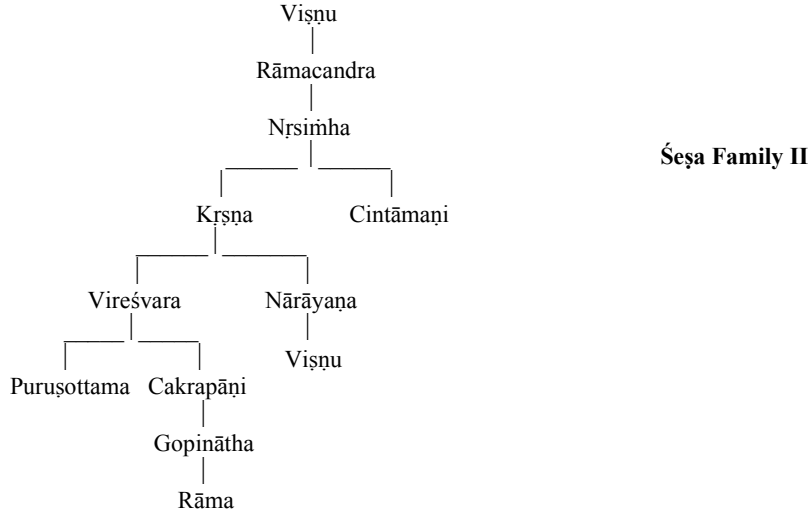 Viṣṇu
Rāmacandra
Nṛsiṁha
Śeṣa Family II
Kṛṣṇa Cintāmaṇi
Vireśvara Nārāyaṇa
Viṣṇu
Puruṣottama Cakrapāṇi
Gopinātha
Rāma